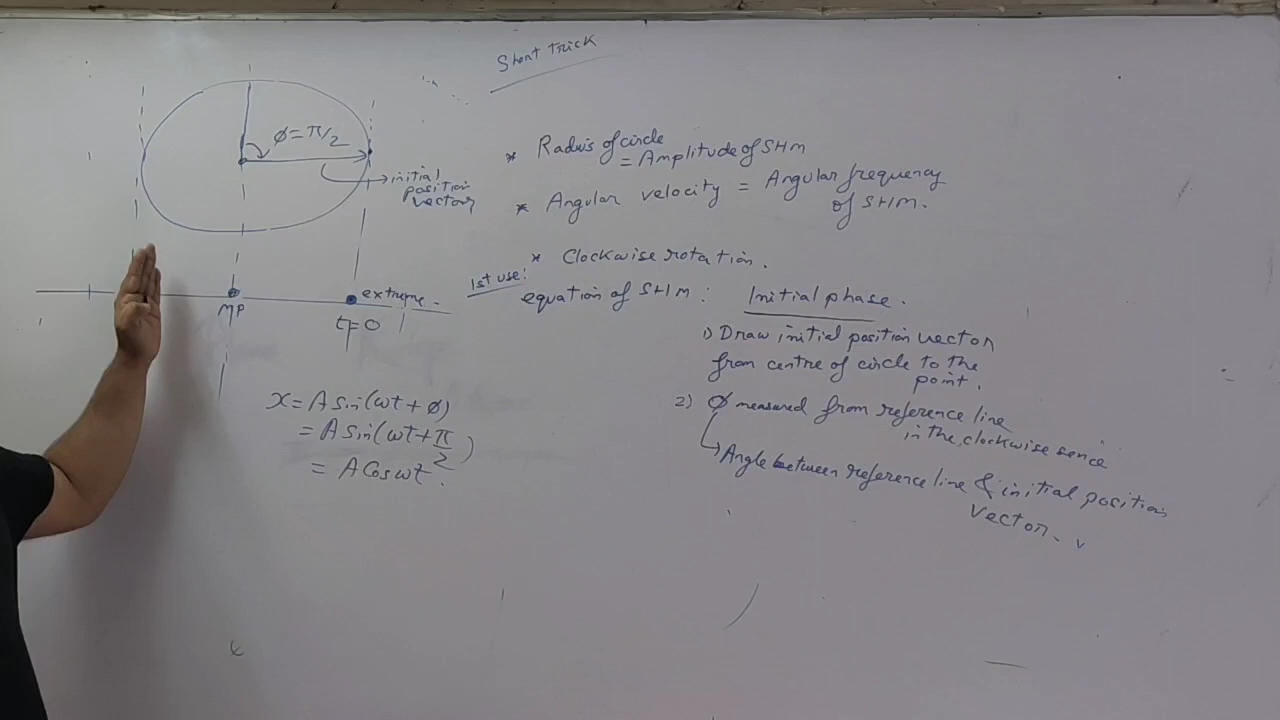 Short trick
φ=π/2
initial
position
vector
* Radius of circle
= Amplitude of SHM
* Angular velocity = Angular frequency
of SHM.
* Clockwise rotation.
1st use:
equation of SHM : Initial phase.
MP
extreme.
t=0
1) Draw initial position vector
from centre of circle to the
point.
2) φ measured from reference line
in the clockwise sence
Angle between reference line & initial position
vector.
x = A sin(ωt + φ)
= A sin(ωt + π/2)
= A cos ωt.